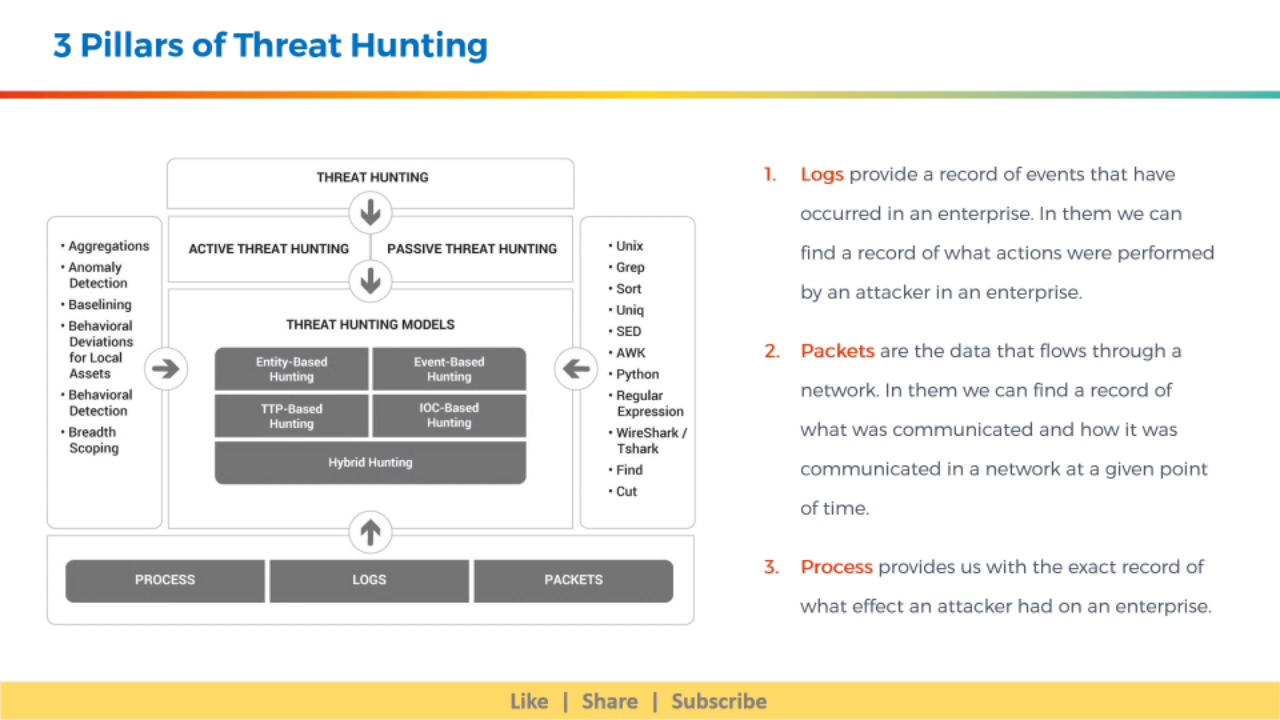 3 Pillars of Threat Hunting
THREAT HUNTING
ACTIVE THREAT HUNTING
PASSIVE THREAT HUNTING
• Aggregations
• Anomaly
Detection
• Baselining
• Behavioral
Deviations
for Local
Assets
• Behavioral
Detection
• Breadth
Scoping
THREAT HUNTING MODELS
Entity-Based
Hunting
Event-Based
Hunting
TTP-Based
Hunting
IOC-Based
Hunting
Hybrid Hunting
• Unix
• Grep
• Sort
• Uniq
• SED
• AWK
• Python
• Regular
Expression
• WireShark /
Tshark
• Find
• Cut
PROCESS
LOGS
PACKETS
1. Logs provide a record of events that have
occurred in an enterprise. In them we can
find a record of what actions were performed
by an attacker in an enterprise.
2. Packets are the data that flows through a
network. In them we can find a record of
what was communicated and how it was
communicated in a network at a given point
of time.
3. Process provides us with the exact record of
what effect an attacker had on an enterprise.
Like | Share | Subscribe